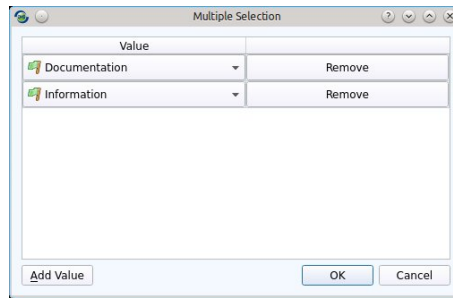 Multiple Selection
Value
Documentation Remove
Information Remove
Add Value OK Cancel